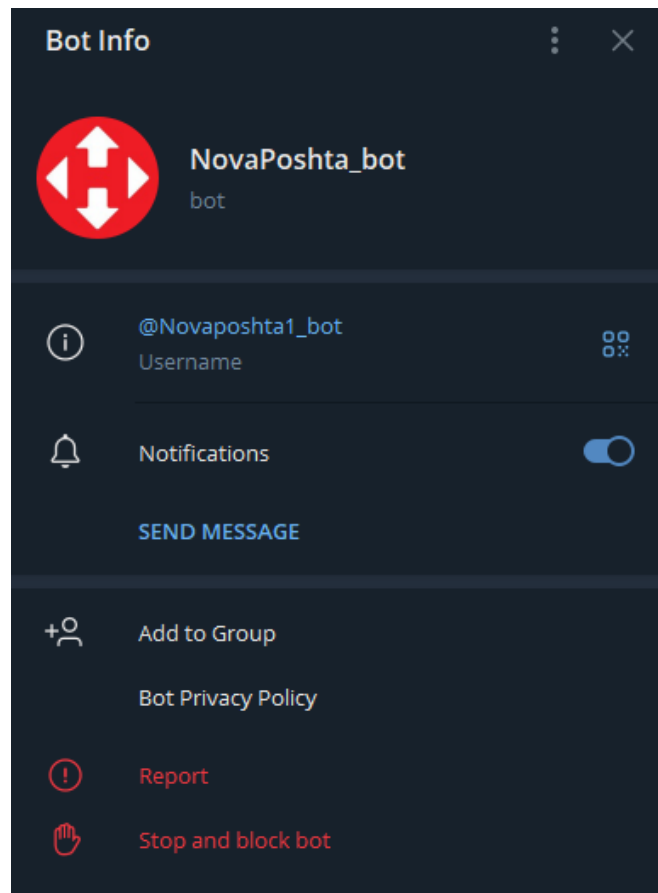 Bot Info
NovaPoshta_bot
bot
@Novaposhta1_bot
Username
Notifications
SEND MESSAGE
Add to Group
Bot Privacy Policy
Report
Stop and block bot